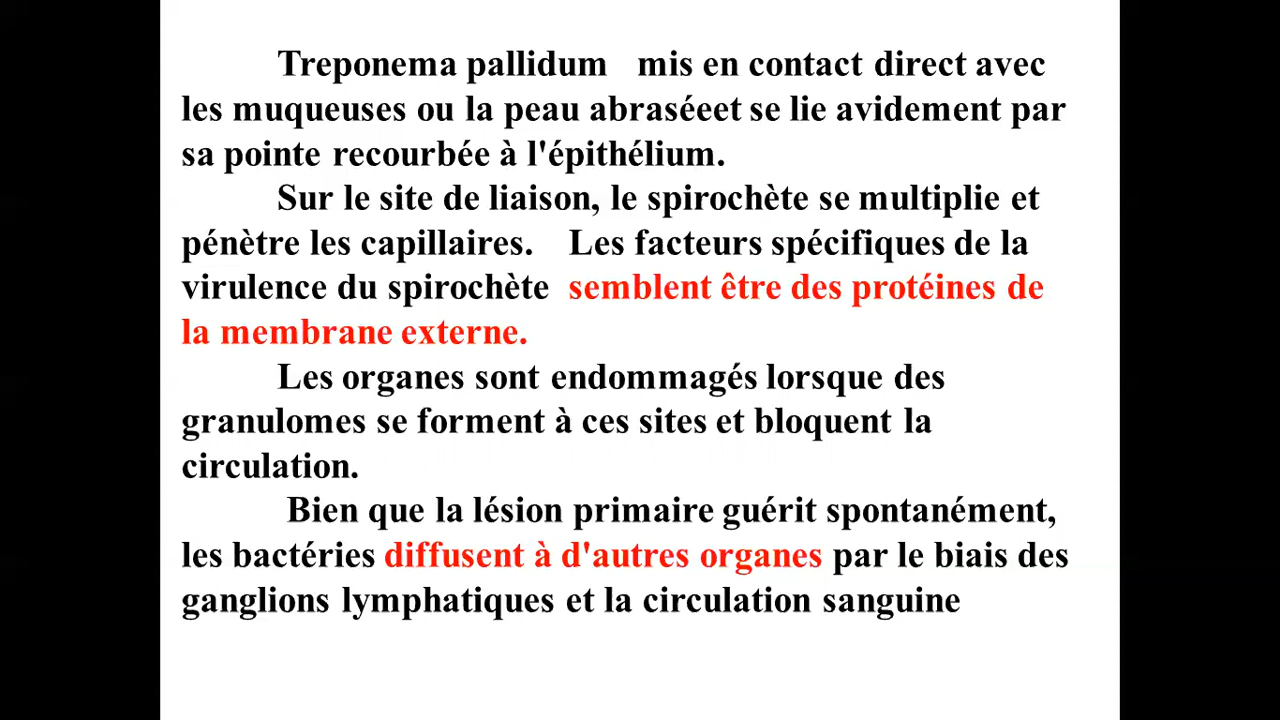 Treponema pallidum mis en contact direct avec
les muqueuses ou la peau abraséeet se lie avidement par
sa pointe recourbée à l'épithélium.
Sur le site de liaison, le spirochète se multiplie et
pénètre les capillaires. Les facteurs spécifiques de la
virulence du spirochète semblent être des protéines de
la membrane externe.
Les organes sont endommagés lorsque des
granulomes se forment à ces sites et bloquent la
circulation.
Bien que la lésion primaire guérit spontanément,
les bactéries diffusent à d'autres organes par le biais des
ganglions lymphatiques et la circulation sanguine